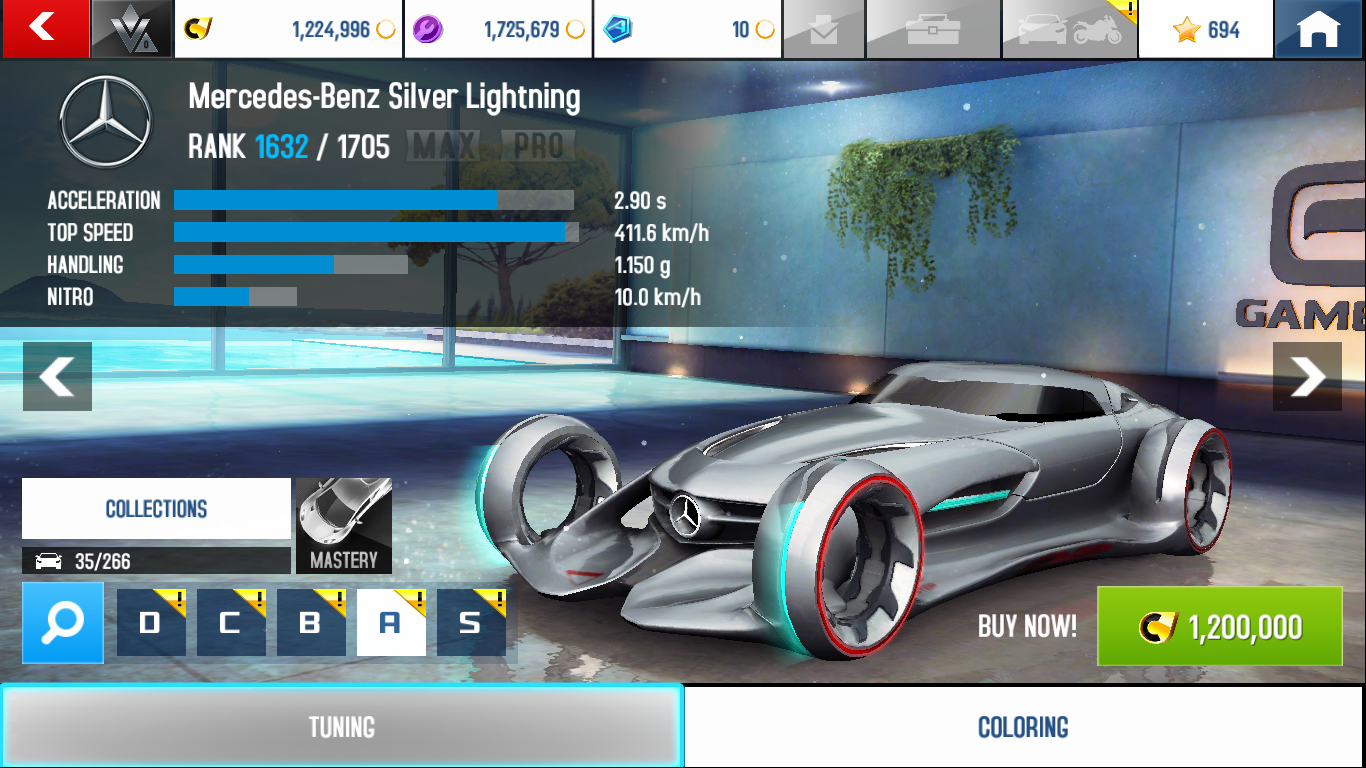 1,224,996
1,725,679
10
694
Mercedes-Benz Silver Lightning
RANK 1632 / 1705 MAX PRO
ACCELERATION 2.90 s
TOP SPEED 411.6 km/h
HANDLING 1.150 g
NITRO 10.0 km/h
GAME
COLLECTIONS
35/266
MASTERY
D ! C ! B ! A ! S !
BUY NOW! 1,200,000
TUNING
COLORING